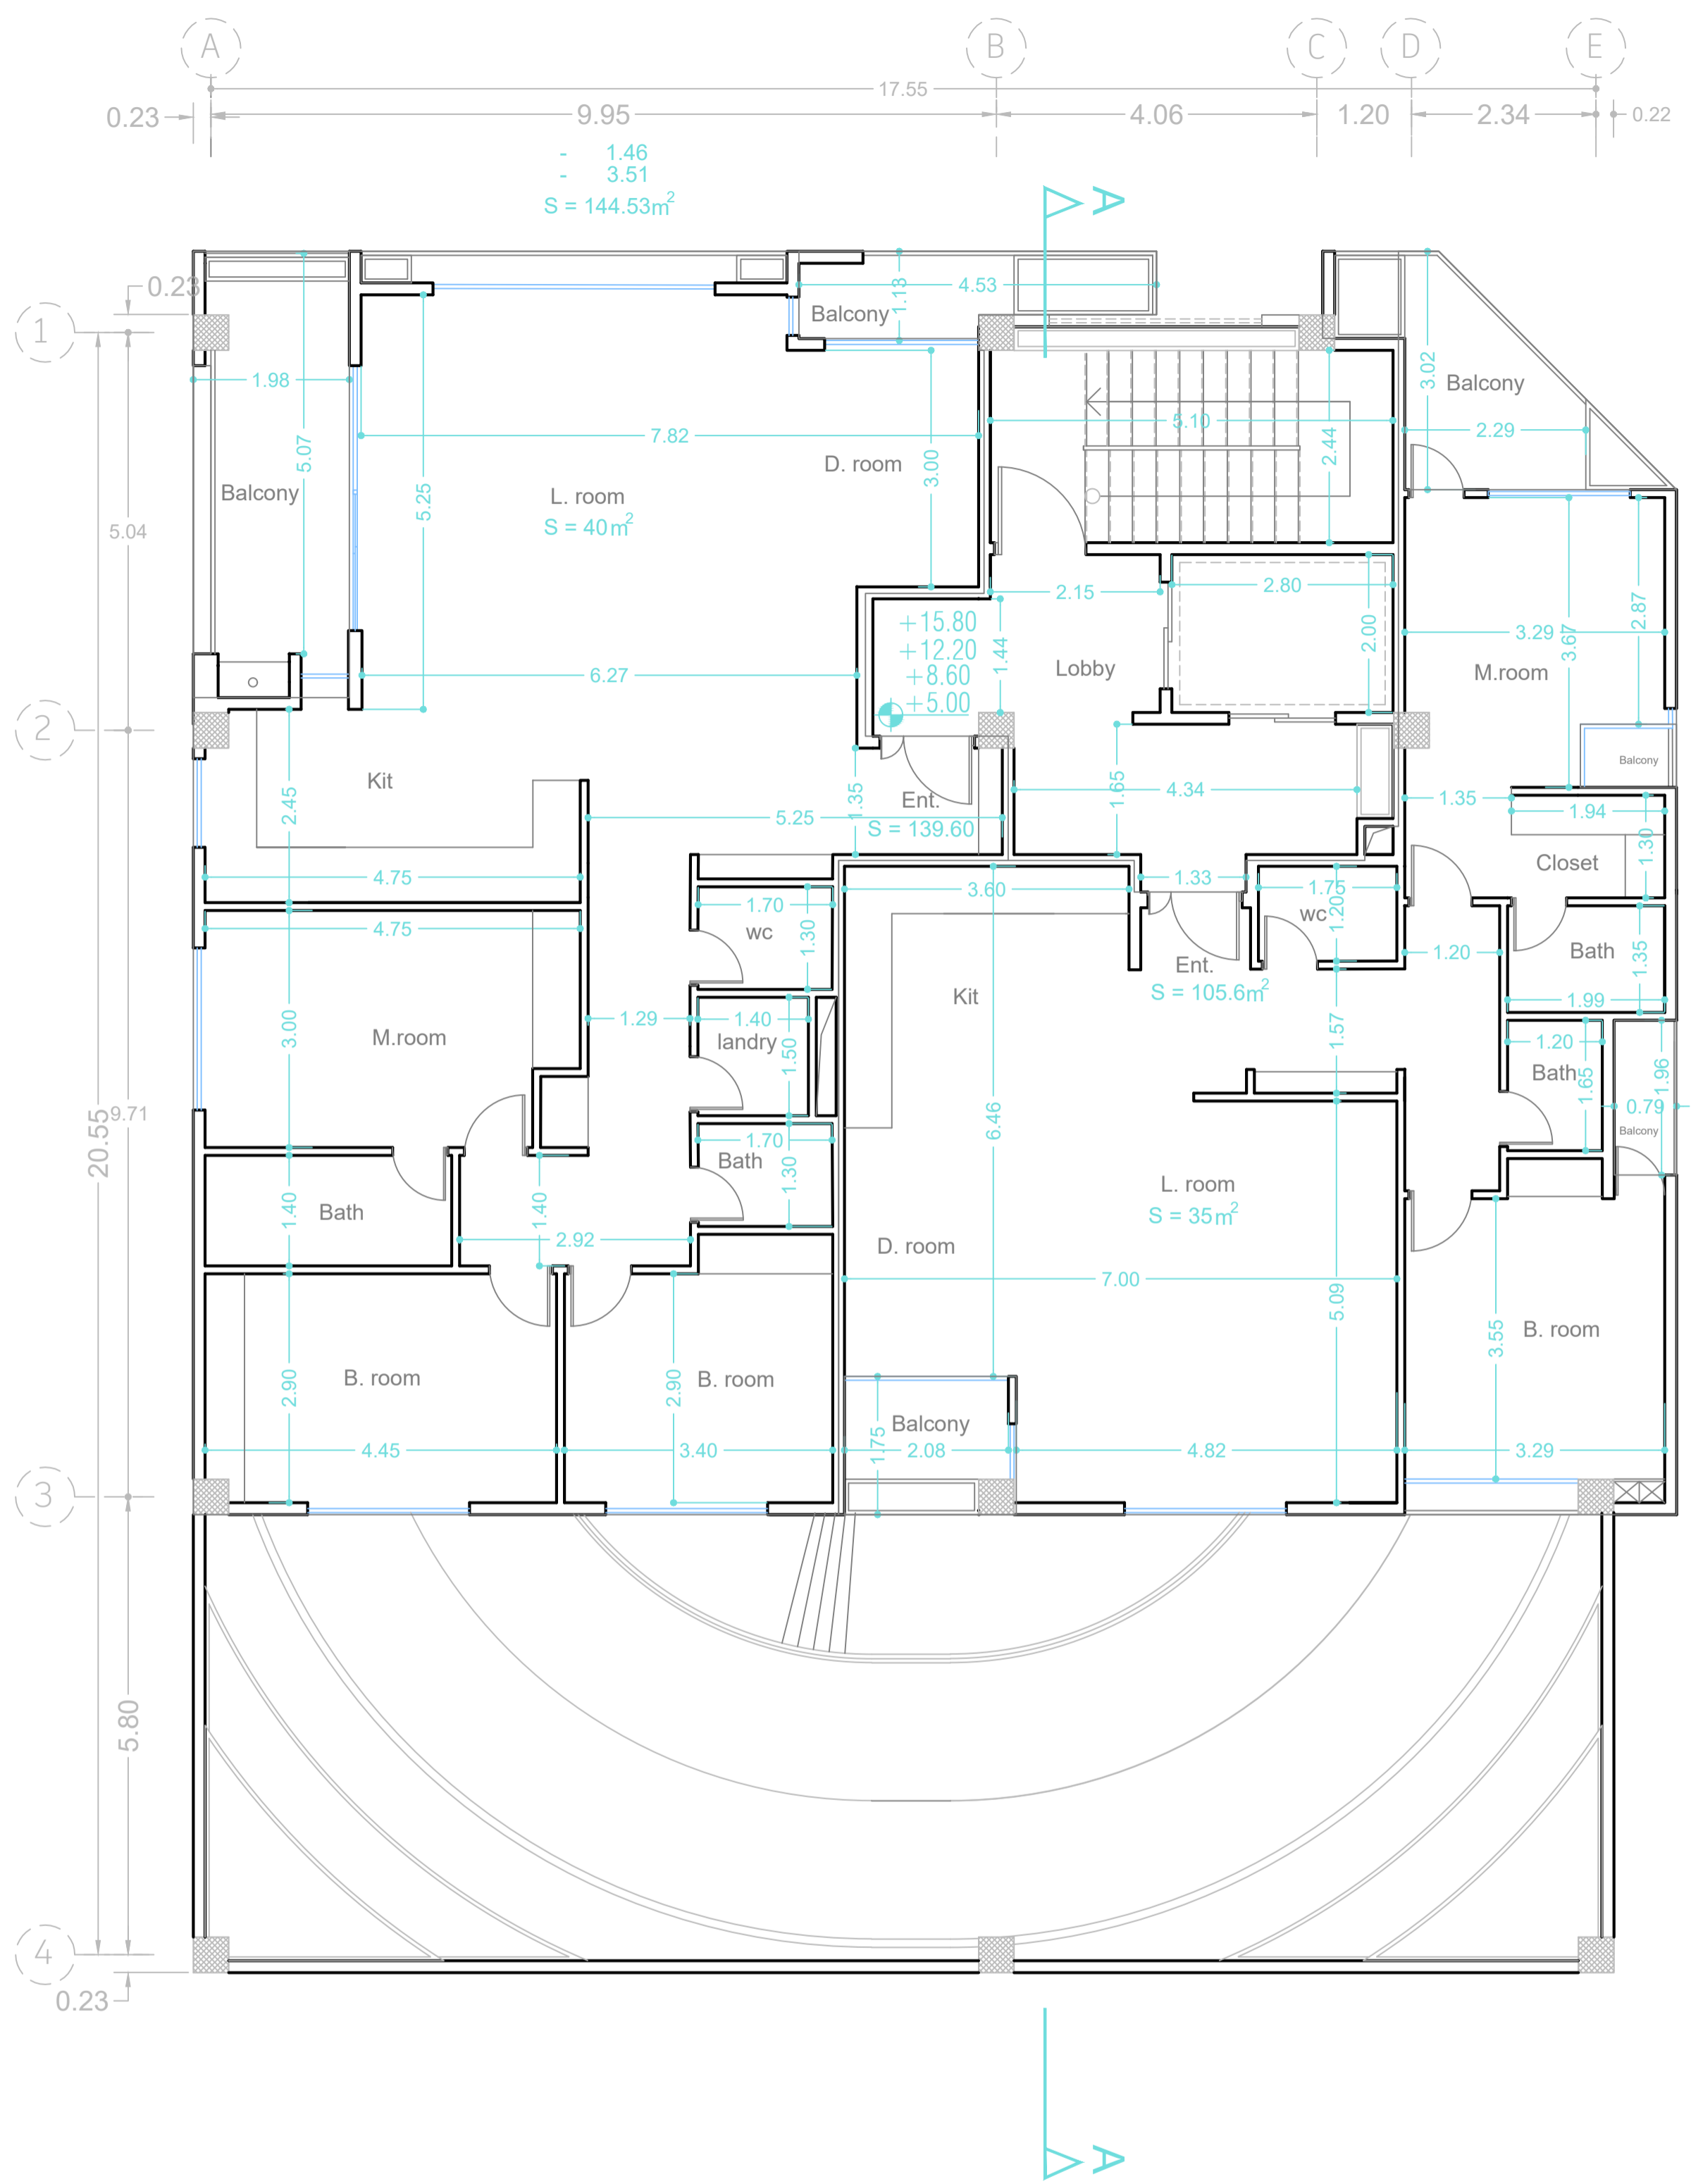 A B C D E
17.55
0.23 9.95 4.06 1.20 2.34 0.22
- 1.46
- 3.51
S = 144.53m2
A
0.23
1
1.13
4.53
Balcony
1.98
5.07
Balcony
5.04
7.82
5.25
L. room
S = 40m2
D. room
3.00
5.10
2.44
3.02
Balcony
2.29
2.15
2.80
2.00
1.44
Lobby
+15.80
+12.20
+8.60
+5.00
6.27
3.29
3.67
2.87
M.room
2
Kit
2.45
4.75
5.25
1.35
Ent.
S = 139.60
1.65
4.34
Balcony
1.35
1.94
1.30
Closet
3.60
1.33
1.75
1.20
wc
4.75
3.00
M.room
1.70
wc
1.30
1.29
1.40
landry
1.50
1.70
Bath
1.30
Kit
Ent.
S = 105.6m2
1.57
1.20
Bath
1.35
1.99
1.20
Bath
1.65
1.96
0.79
Balcony
20.55
9.71
6.46
1.40
Bath
1.40
2.92
L. room
S = 35m2
D. room
7.00
5.09
3.55
B. room
B. room
2.90
4.45
B. room
2.90
3.40
Balcony
1.75
2.08
4.82
3.29
3
5.80
4
0.23
A